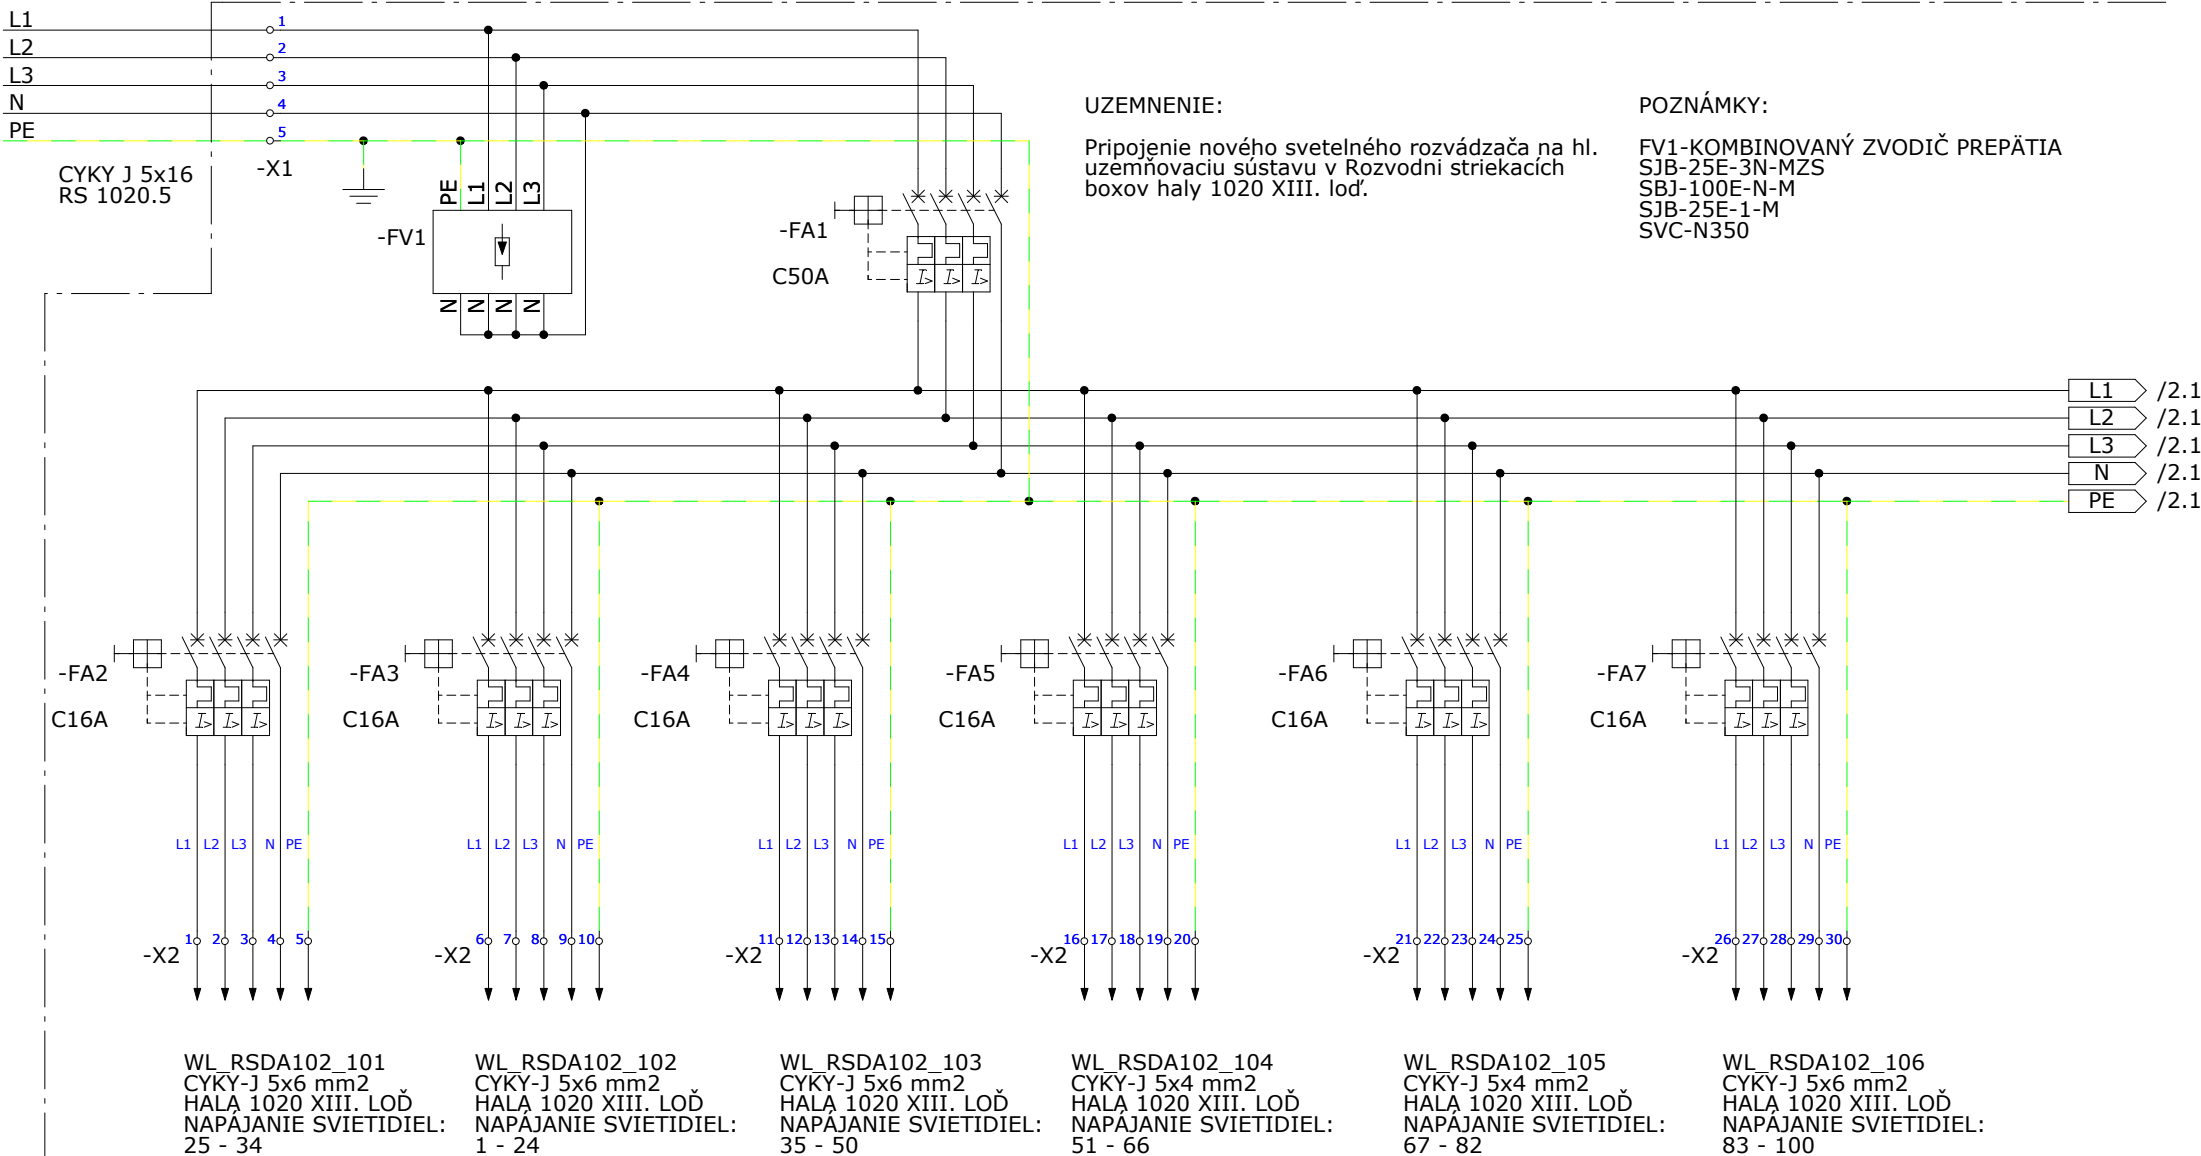 L1
1
L2
2
L3
3
N
4
PE
5
CYKY J 5x16
RS 1020.5
-X1
PE
L1
L2
L3
-FV1
N
N
N
N
-FA1
C50A
I>
I>
I>
UZEMNENIE:
Pripojenie nového svetelného rozvádzača na hl.
uzemňovaciu sústavu v Rozvodni striekacích
boxov haly 1020 XIII. loď.
POZNÁMKY:
FV1-KOMBINOVANÝ ZVODIČ PREPÄTIA
SJB-25E-3N-MZS
SBJ-100E-N-M
SJB-25E-1-M
SVC-N350
L1 /2.1
L2 /2.1
L3 /2.1
N /2.1
PE /2.1
-FA2
C16A
I> I> I>
-FA3
C16A
I> I> I>
-FA4
C16A
I> I> I>
-FA5
C16A
I> I> I>
-FA6
C16A
I> I> I>
-FA7
C16A
I> I> I>
L1 L2 L3 N PE
L1 L2 L3 N PE
L1 L2 L3 N PE
L1 L2 L3 N PE
L1 L2 L3 N PE
L1 L2 L3 N PE
-X2 1 2 3 4 5
-X2 6 7 8 9 10
-X2 11 12 13 14 15
-X2 16 17 18 19 20
-X2 21 22 23 24 25
-X2 26 27 28 29 30
WL_RSDA102_101
CYKY-J 5x6 mm2
HALA 1020 XIII. LOĎ
NAPÁJANIE SVIETIDIEL:
25 - 34
WL_RSDA102_102
CYKY-J 5x6 mm2
HALA 1020 XIII. LOĎ
NAPÁJANIE SVIETIDIEL:
1 - 24
WL_RSDA102_103
CYKY-J 5x6 mm2
HALA 1020 XIII. LOĎ
NAPÁJANIE SVIETIDIEL:
35 - 50
WL_RSDA102_104
CYKY-J 5x4 mm2
HALA 1020 XIII. LOĎ
NAPÁJANIE SVIETIDIEL:
51 - 66
WL_RSDA102_105
CYKY-J 5x4 mm2
HALA 1020 XIII. LOĎ
NAPÁJANIE SVIETIDIEL:
67 - 82
WL_RSDA102_106
CYKY-J 5x6 mm2
HALA 1020 XIII. LOĎ
NAPÁJANIE SVIETIDIEL:
83 - 100